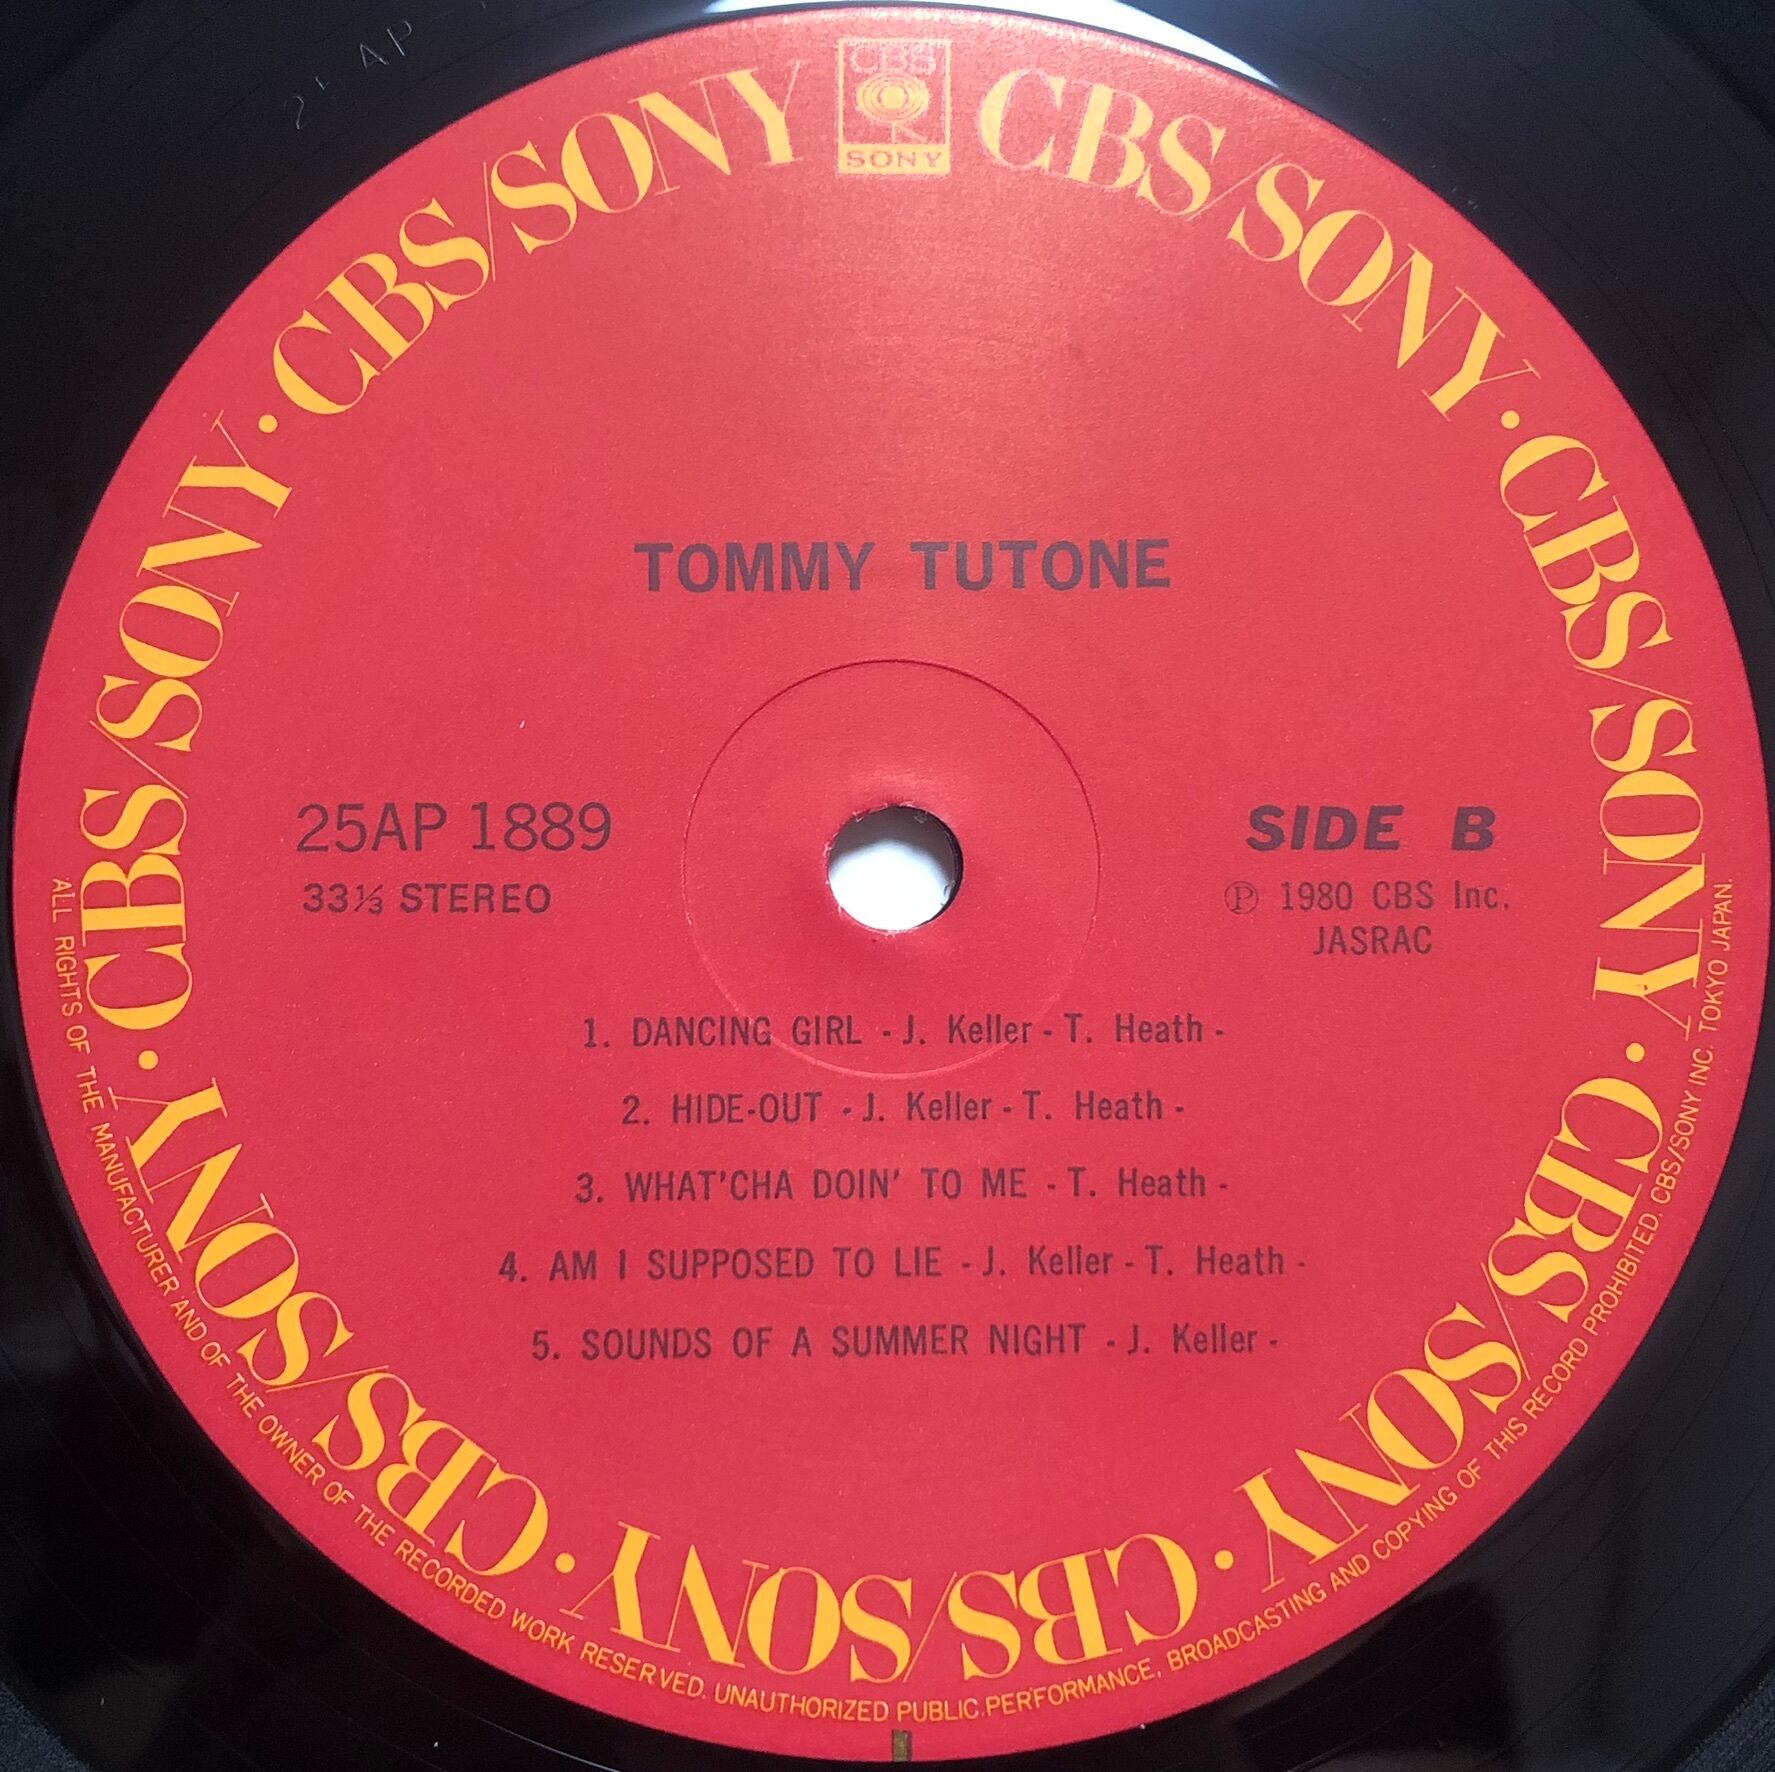 CBS
SONY
CBS/SONY · CBS/SONY · CBS/SONY · CBS/SONY · CBS/SONY · CBS/SONY · CBS/SONY
TOMMY TUTONE
25AP 1889
33⅓ STEREO
SIDE B
Ⓟ 1980 CBS Inc.
JASRAC
1. DANCING GIRL - J. Keller - T. Heath -
2. HIDE-OUT - J. Keller - T. Heath -
3. WHAT'CHA DOIN' TO ME - T. Heath -
4. AM I SUPPOSED TO LIE - J. Keller - T. Heath -
5. SOUNDS OF A SUMMER NIGHT - J. Keller -
ALL RIGHTS OF THE MANUFACTURER AND OF THE OWNER OF THE RECORDED WORK RESERVED. UNAUTHORIZED PUBLIC.PERFORMANCE, BROADCASTING AND COPYING OF THIS RECORD PROHIBITED. CBS/SONY INC. TOKYO JAPAN.